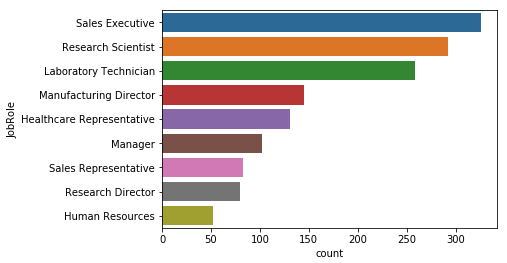 JobRole
Sales Executive
Research Scientist
Laboratory Technician
Manufacturing Director
Healthcare Representative
Manager
Sales Representative
Research Director
Human Resources
0 50 100 150 200 250 300
count